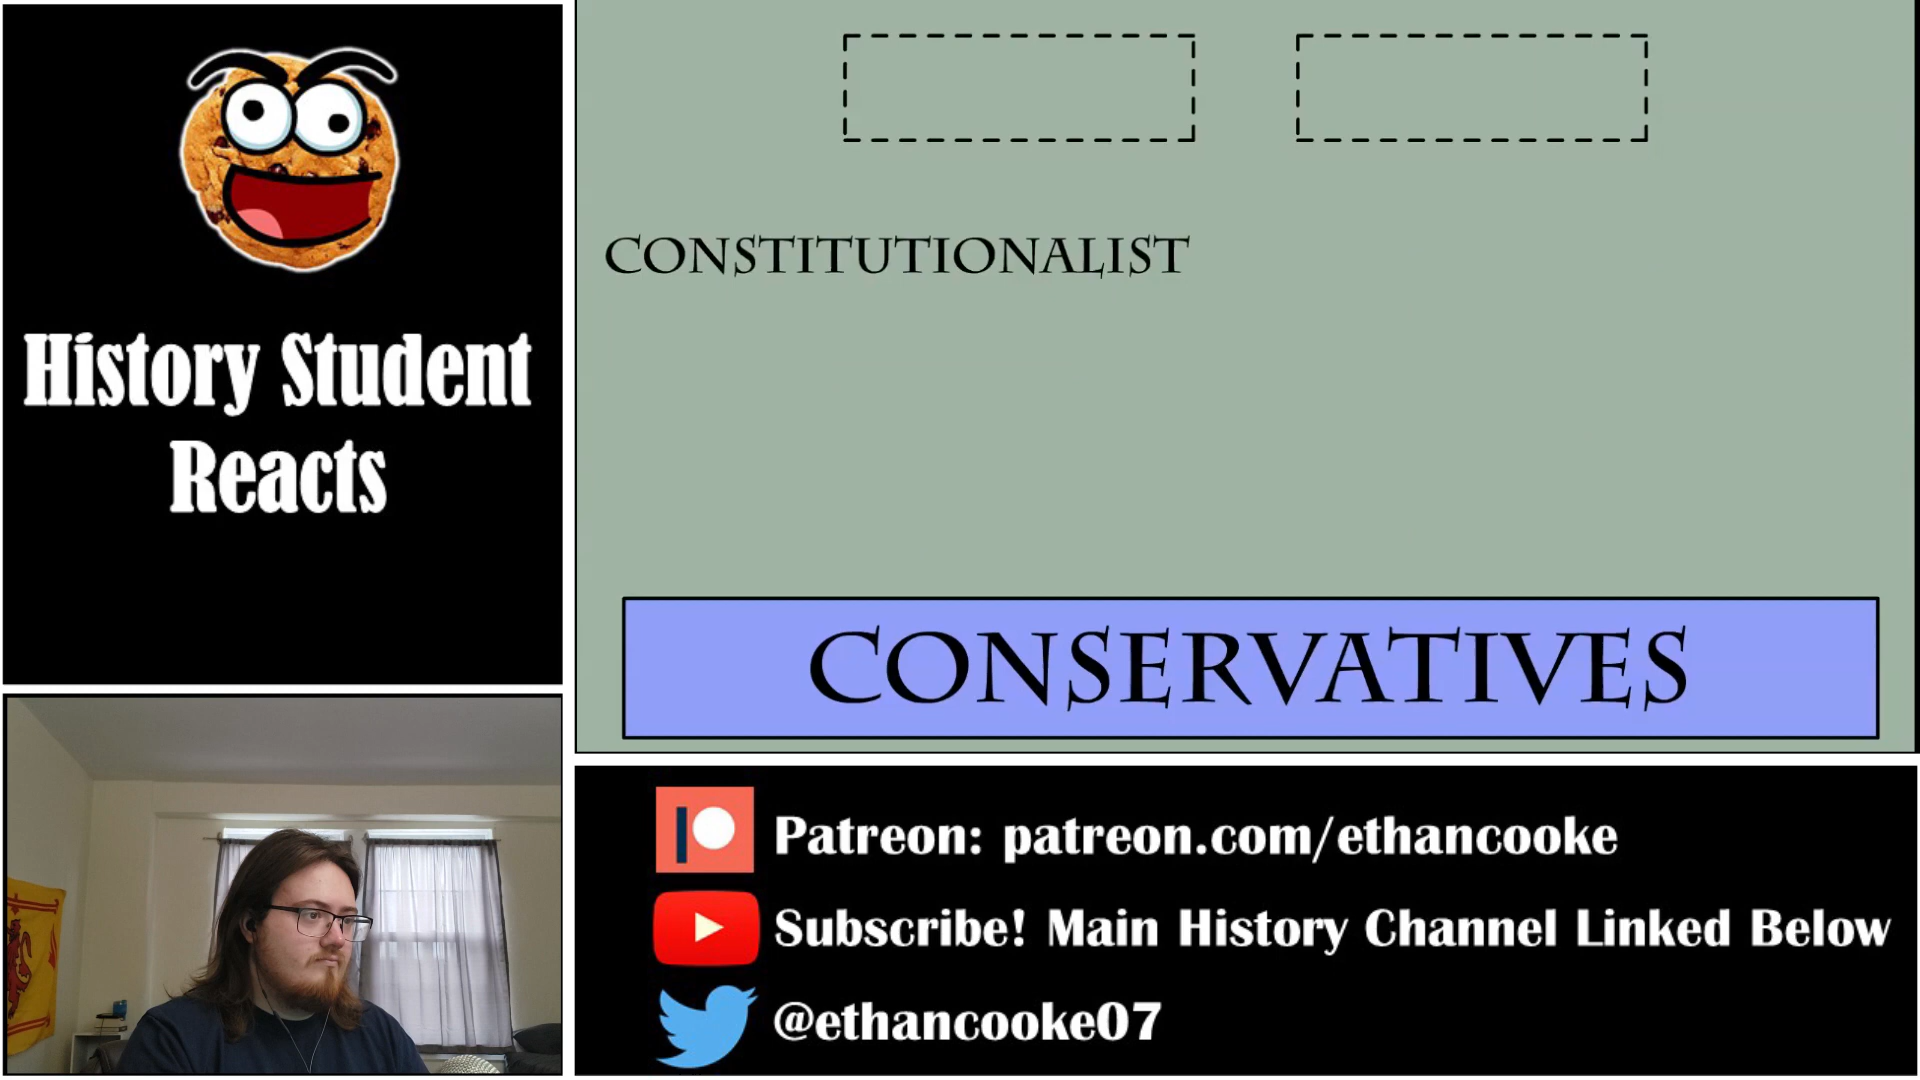 History Student
Reacts
CONSTITUTIONALIST
CONSERVATIVES
Patreon: patreon.com/ethancooke
Subscribe! Main History Channel Linked Below
@ethancooke07